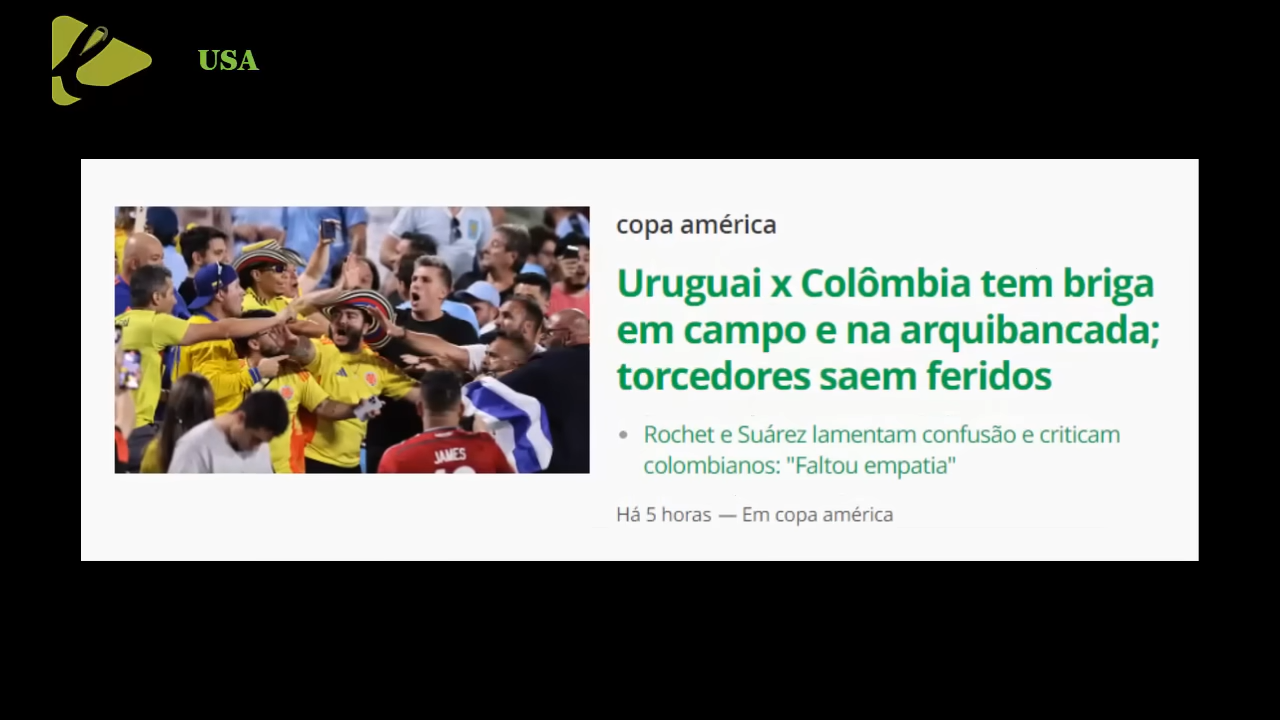 USA
copa américa
Uruguai x Colômbia tem briga
em campo e na arquibancada;
torcedores saem feridos
Rochet e Suárez lamentam confusão e criticam
colombianos: "Faltou empatia"
Há 5 horas — Em copa américa
JAMES